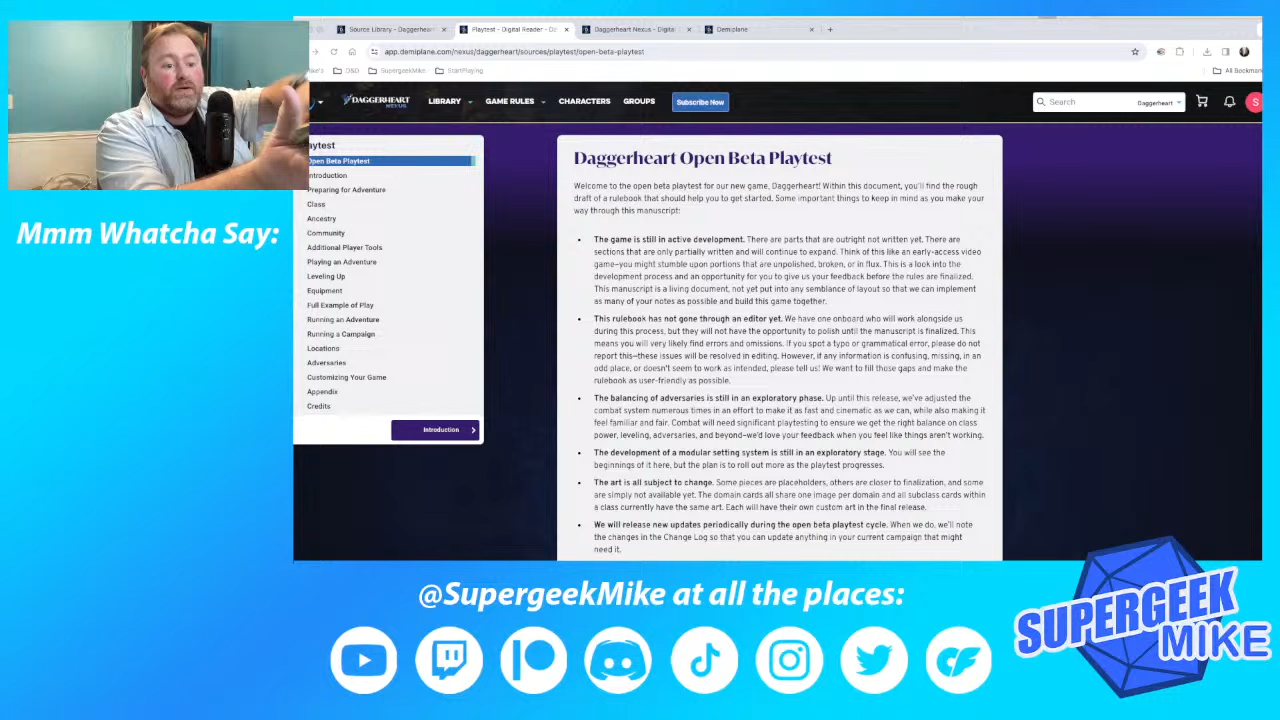 Source Library - Daggerheart
Playtest - Digital Reader - De
Daggerheart Nexus - Digital
Demiplane
app.demiplane.com/nexus/daggerheart/sources/playtest/open-beta-playtest
D&D
SupergeekMike
StartPlaying
All Bookmar
DAGGERHEART
NEXUS
LIBRARY
GAME RULES
CHARACTERS
GROUPS
Subscribe Now
Search
Daggerheart
S
Mmm Whatcha Say:
ytest
Open Beta Playtest
Introduction
Preparing for Adventure
Class
Ancestry
Community
Additional Player Tools
Playing an Adventure
Leveling Up
Equipment
Full Example of Play
Running an Adventure
Running a Campaign
Locations
Adversaries
Customizing Your Game
Appendix
Credits
Introduction
Daggerheart Open Beta Playtest
Welcome to the open beta playtest for our new game, Daggerheart! Within this document, you'll find the rough
draft of a rulebook that should help you to get started. Some important things to keep in mind as you make your
way through this manuscript:
The game is still in active development. There are parts that are outright not written yet. There are
sections that are only partially written and will continue to expand. Think of this like an early-access video
game–you might stumble upon portions that are unpolished, broken, or in flux. This is a look into the
development process and an opportunity for you to give us your feedback before the rules are finalized.
This manuscript is a living document, not yet put into any semblance of layout so that we can implement
as many of your notes as possible and build this game together.
This rulebook has not gone through an editor yet. We have one onboard who will work alongside us
during this process, but they will not have the opportunity to polish until the manuscript is finalized. This
means you will very likely find errors and omissions. If you spot a typo or grammatical error, please do not
report this—these issues will be resolved in editing. However, if any information is confusing, missing, in an
odd place, or doesn't seem to work as intended, please tell us! We want to fill those gaps and make the
rulebook as user-friendly as possible.
The balancing of adversaries is still in an exploratory phase. Up until this release, we've adjusted the
combat system numerous times in an effort to make it as fast and cinematic as we can, while also making it
feel familiar and fair. Combat will need significant playtesting to ensure we get the right balance on class
power, leveling, adversaries, and beyond—we'd love your feedback when you feel like things aren't working.
The development of a modular setting system is still in an exploratory stage. You will see the
beginnings of it here, but the plan is to roll out more as the playtest progresses.
The art is all subject to change. Some pieces are placeholders, others are closer to finalization, and some
are simply not available yet. The domain cards all share one image per domain and all subclass cards within
a class currently have the same art. Each will have their own custom art in the final release.
We will release new updates periodically during the open beta playtest cycle. When we do, we'll note
the changes in the Change Log so that you can update anything in your current campaign that might
need it.
@SupergeekMike at all the places:
SUPERGEEK
MIKE